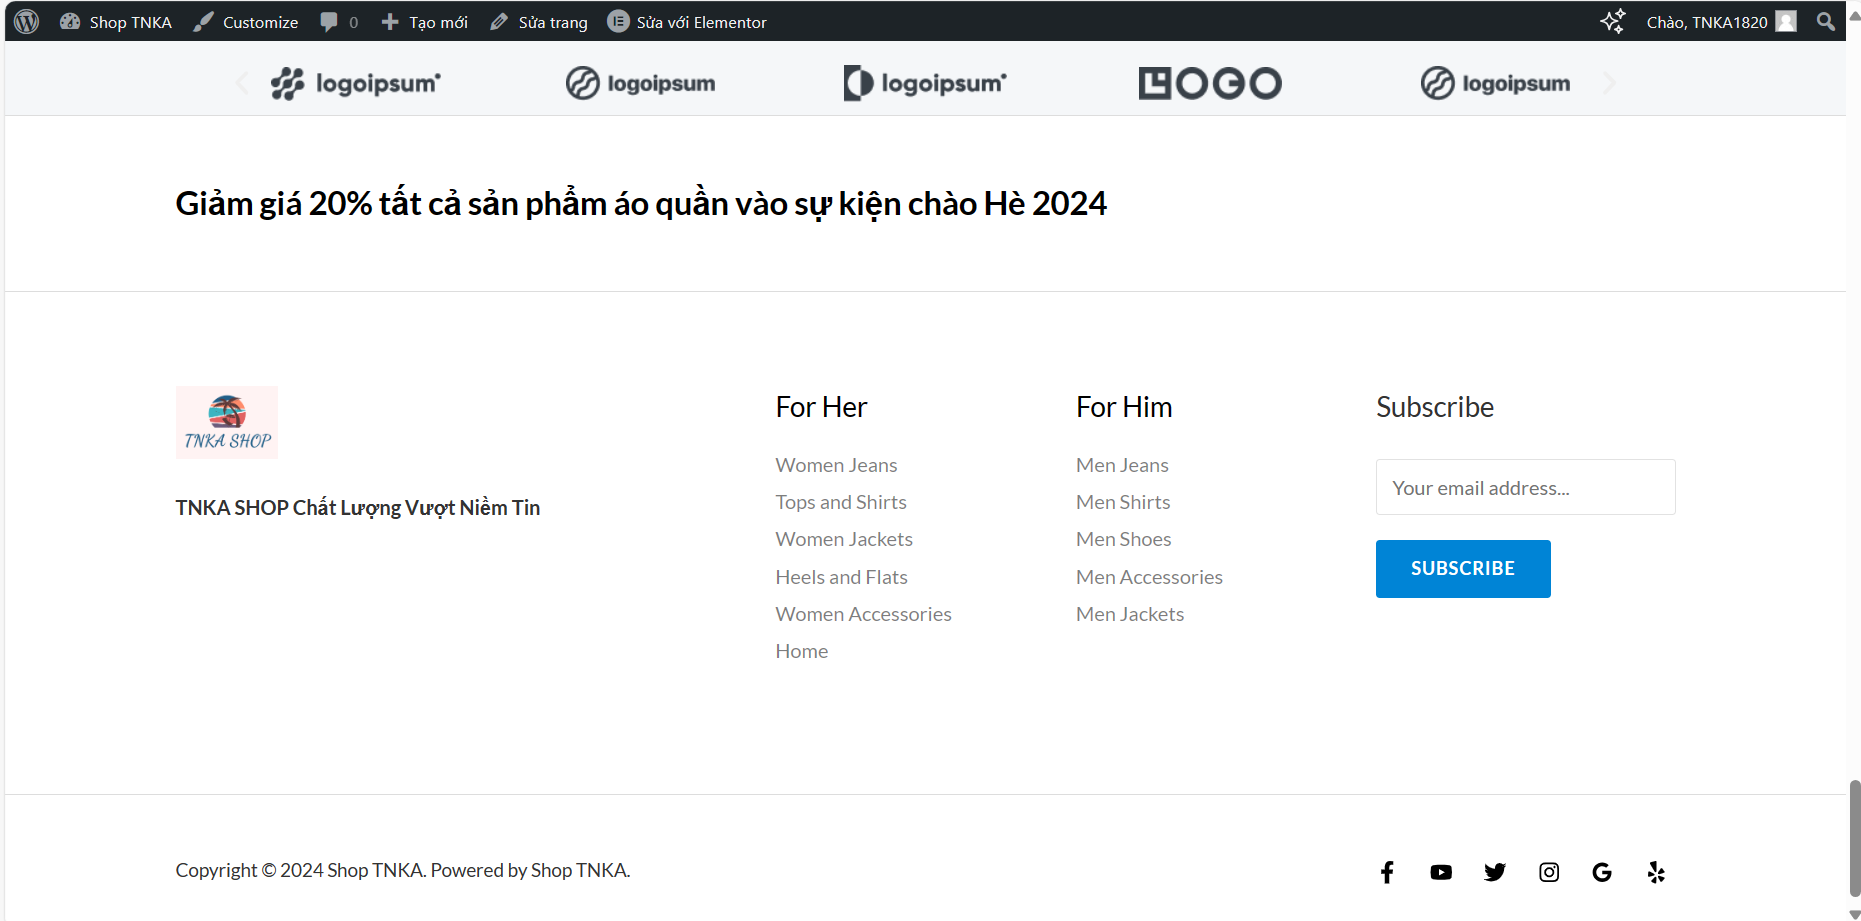 Shop TNKA Customize 0 Tạo mới Sửa trang Sửa với Elementor Chào, TNKA1820
logoipsum logoipsum logoipsum LOGO logoipsum
Giảm giá 20% tất cả sản phẩm áo quần vào sự kiện chào Hè 2024
TNKA SHOP
TNKA SHOP Chất Lượng Vượt Niềm Tin
For Her
Women Jeans
Tops and Shirts
Women Jackets
Heels and Flats
Women Accessories
Home
For Him
Men Jeans
Men Shirts
Men Shoes
Men Accessories
Men Jackets
Subscribe
Your email address...
SUBSCRIBE
Copyright © 2024 Shop TNKA. Powered by Shop TNKA.